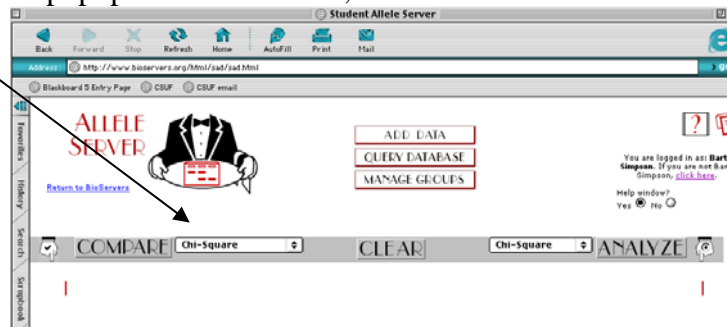 Student Allele Server
Back Forward Stop Refresh Home AutoFill Print Mail
Address: http://www.bioservers.org/html/sad/sad.html
Blackboard 5 Entry Page CSUF CSUF email
Favorites
History
Search
Scrapbook
ALLELE
SERVER
Return to BioServers
ADD DATA
QUERY DATABASE
MANAGE GROUPS
?
You are logged in as: Bart
Simpson. If you are not Bar
Simpson, click here.
Help window?
Yes No
COMPARE Chi-Square CLEAR Chi-Square ANALYZE